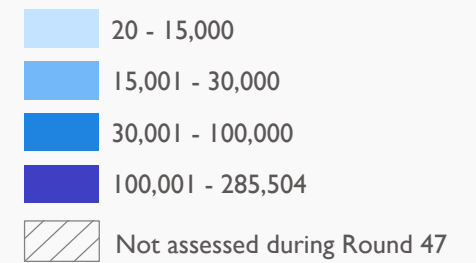 20 - 15,000
15,001 - 30,000
30,001 - 100,000
100,001 - 285,504
Not assessed during Round 47